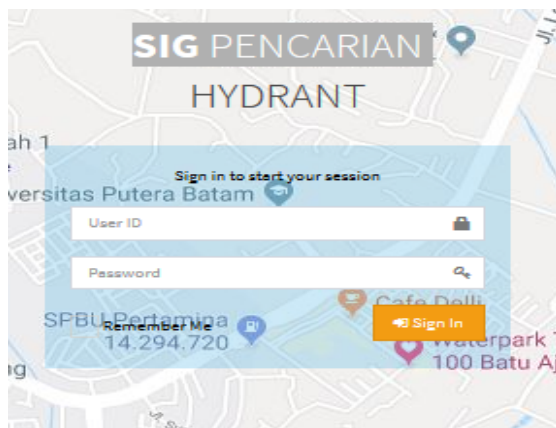 SIG PENCARIAN
HYDRANT
ah 1
Sign in to start your session
versitas Putera Batam
User ID
Password
Cafe Delli
SPBU Pertamina
14.294.720
Remember Me
Sign In
Waterpark
100 Batu Aj
ng